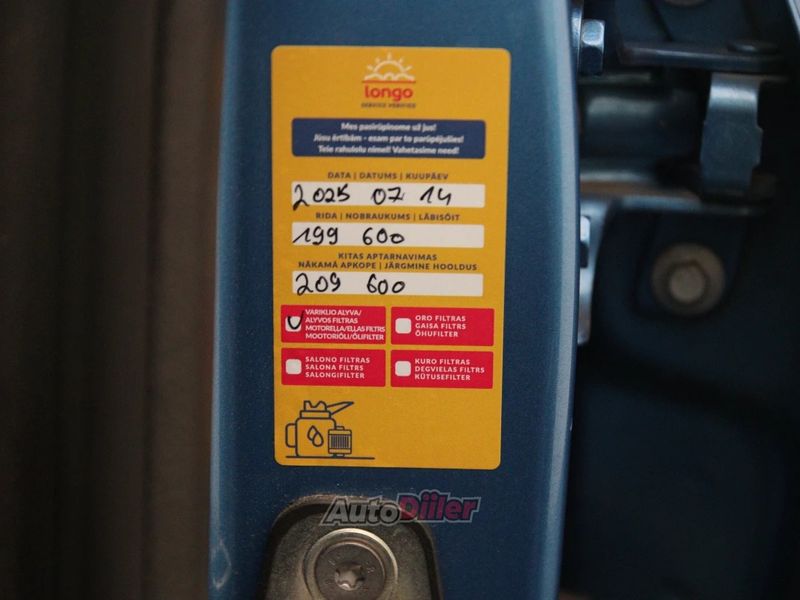 longo
SERVICE VERIFIED
Mes pasirūpinome už jus!
Jūsu ērtībām - esam par to parūpējušies!
Teie rahulolu nimel! Vahetasime need!
DATA | DATUMS | KUUPÄEV
2025 07 14
RIDA | NOBRAUKUMS | LÄBISÕIT
199 600
KITAS APTARNAVIMAS
NĀKAMĀ APKOPE | JÄRGMINE HOOLDUS
209 600
VARIKLIO ALYVA/
ALYVOS FILTRAS
MOTOREĻĻA/EĻĻAS FILTRS
MOOTORIÕLI/ÕLIFILTER
ORO FILTRAS
GAISA FILTRS
ÕHUFILTER
SALONO FILTRAS
SALONA FILTRS
SALONGIFILTER
KURO FILTRAS
DEGVIELAS FILTRS
KÜTUSEFILTER
AutoDiiler